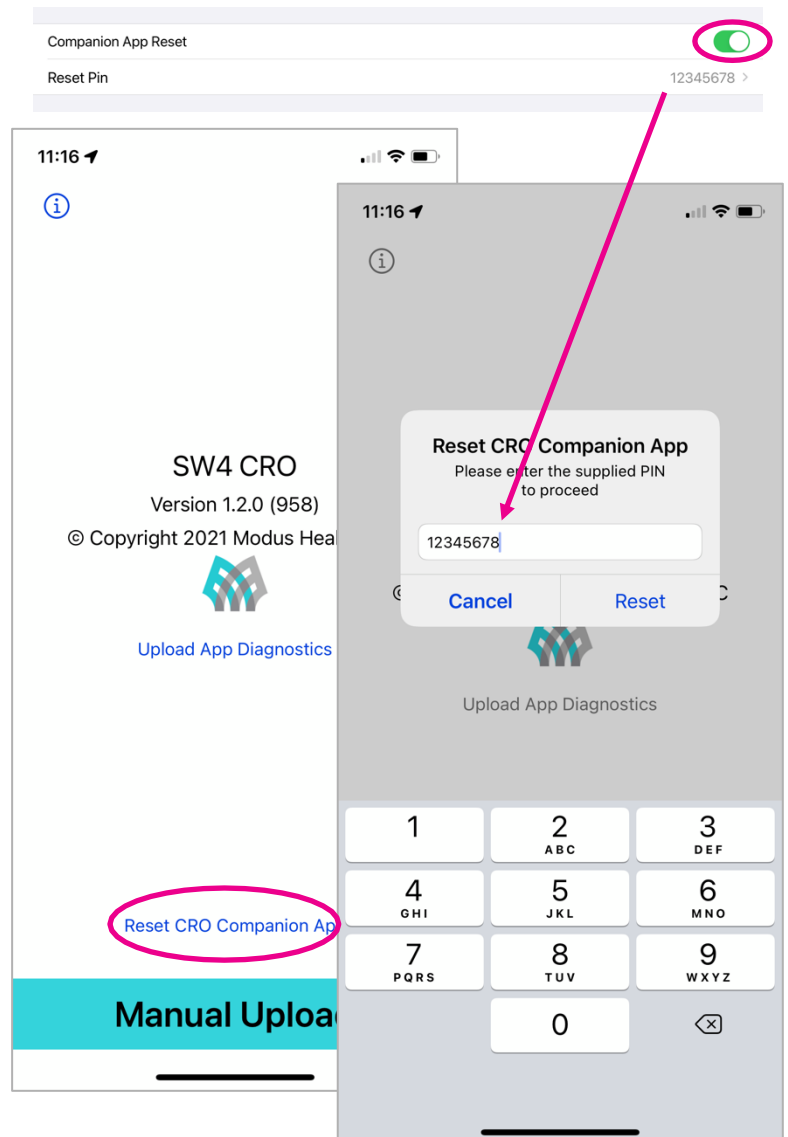 Companion App Reset
Reset Pin 12345678
11:16
SW4 CRO
Version 1.2.0 (958)
© Copyright 2021 Modus Heal
Upload App Diagnostics
Reset CRO Companion Ap
Manual Uploa
11:16
Reset CRO Companion App
Please enter the supplied PIN
to proceed
12345678
Cancel Reset
Upload App Diagnostics
1 2 3
ABC DEF
4 5 6
GHI JKL MNO
7 8 9
PQRS TUV WXYZ
0